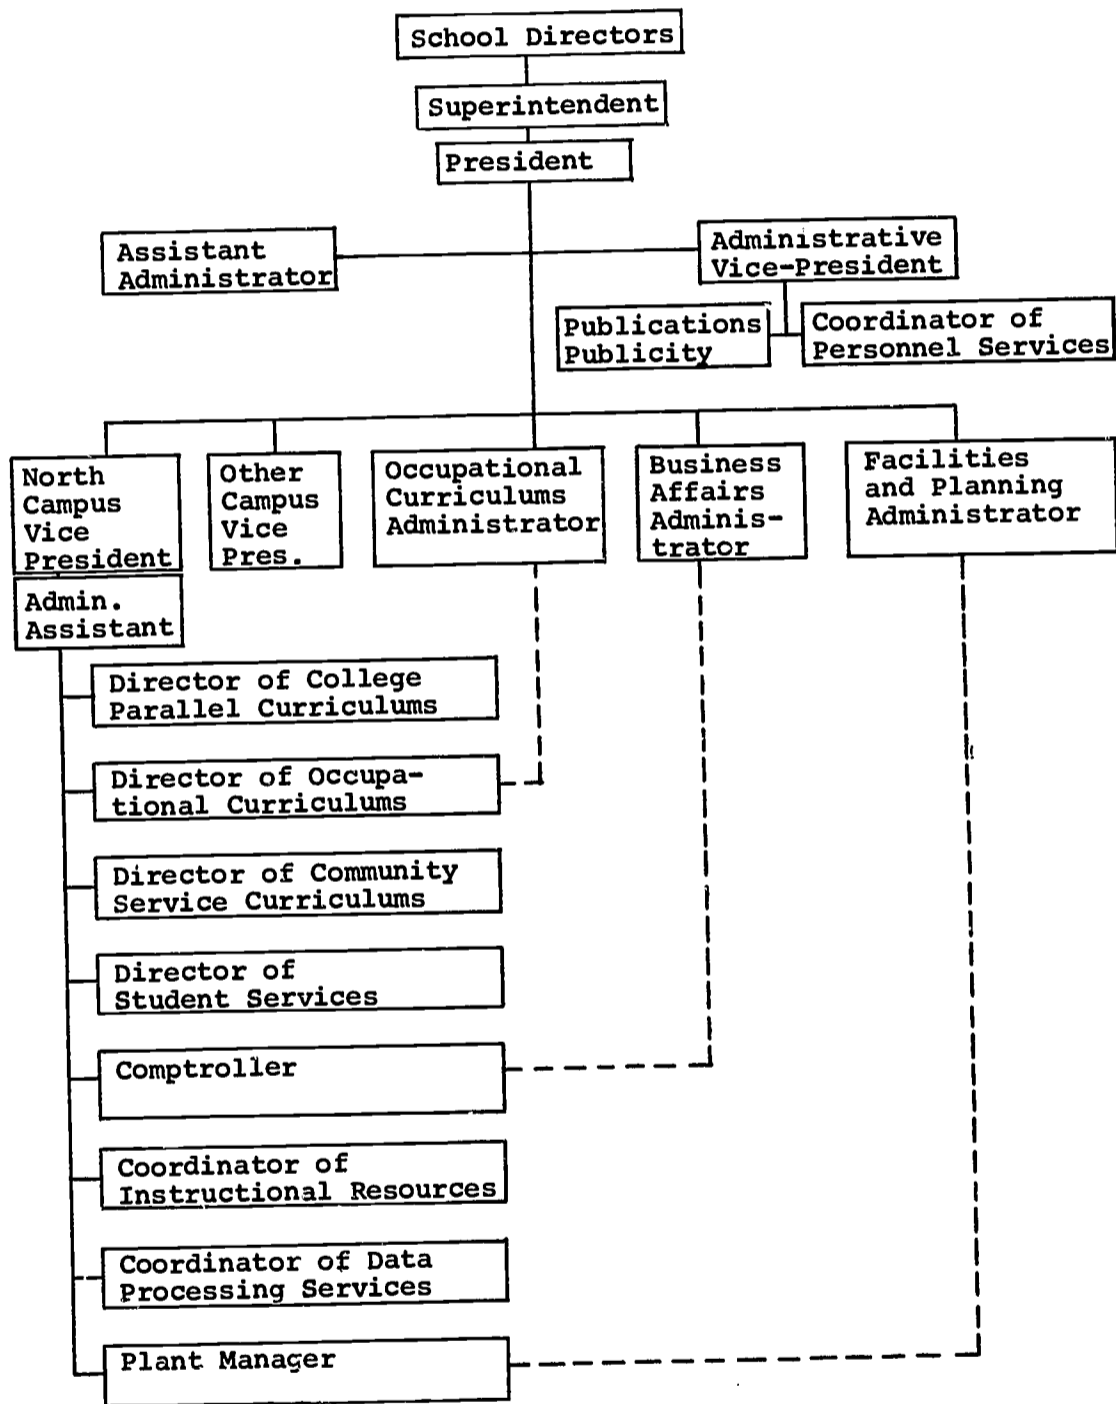 School Directors
Superintendent
President
Assistant
Administrator
Administrative
Vice-President
Publications
Publicity
Coordinator of
Personnel Services
North
Campus
Vice
President
Other
Campus
Vice
Pres.
Occupational
Curriculums
Administrator
Business
Affairs
Adminis-
trator
Facilities
and Planning
Administrator
Admin.
Assistant
Director of College
Parallel Curriculums
Director of Occupa-
tional Curriculums
Director of Community
Service Curriculums
Director of
Student Services
Comptroller
Coordinator of
Instructional Resources
Coordinator of Data
Processing Services
Plant Manager